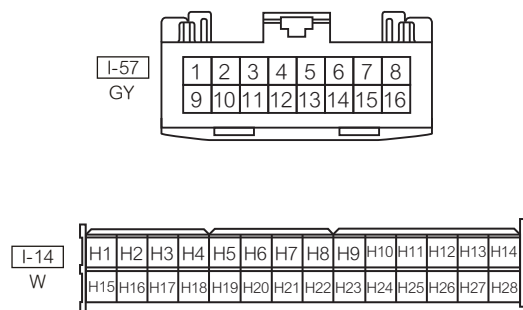 I-57
GY
1 2 3 4 5 6 7 8
9 10 11 12 13 14 15 16
I-14
W
H1 H2 H3 H4 H5 H6 H7 H8 H9 H10 H11 H12 H13 H14
H15 H16 H17 H18 H19 H20 H21 H22 H23 H24 H25 H26 H27 H28